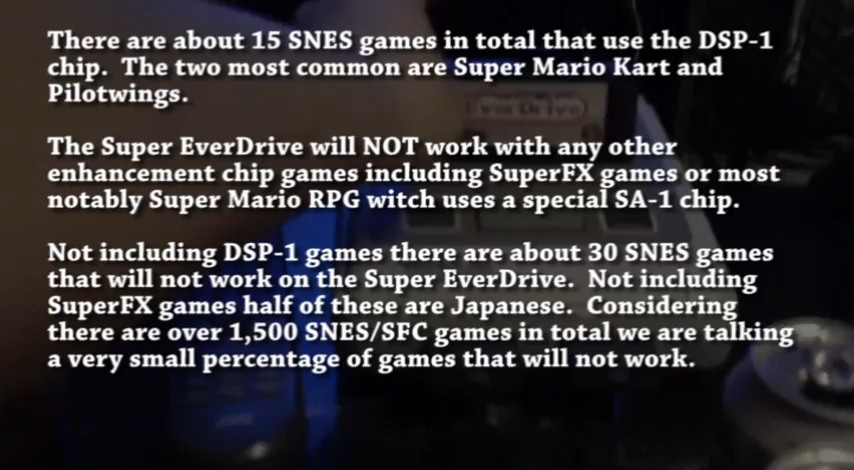 There are about 15 SNES games in total that use the DSP-1
chip. The two most common are Super Mario Kart and
Pilotwings.
The Super EverDrive will NOT work with any other
enhancement chip games including SuperFX games or most
notably Super Mario RPG witch uses a special SA-1 chip.
Not including DSP-1 games there are about 30 SNES games
that will not work on the Super EverDrive. Not including
SuperFX games half of these are Japanese. Considering
there are over 1,500 SNES/SFC games in total we are talking
a very small percentage of games that will not work.